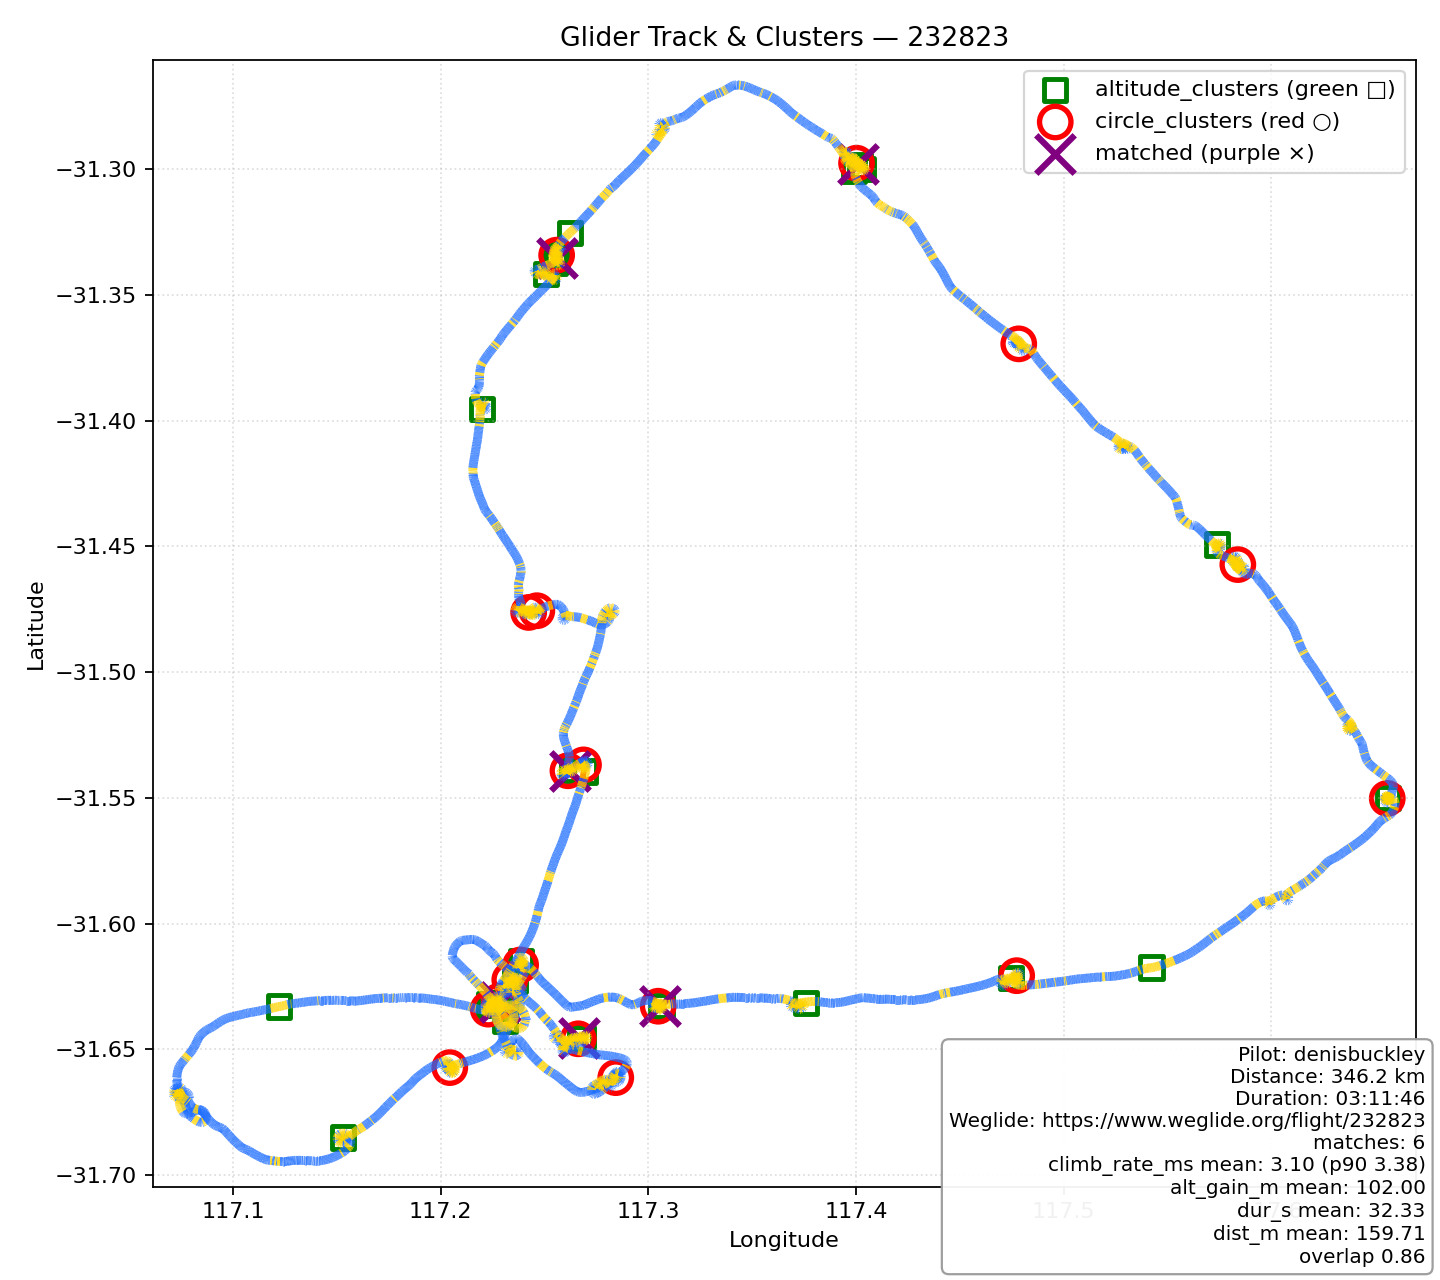 Glider Track & Clusters — 232823
altitude_clusters (green □)
circle_clusters (red ○)
matched (purple ×)
Latitude
−31.30
−31.35
−31.40
−31.45
−31.50
−31.55
−31.60
−31.65
−31.70
117.1
117.2
117.3
117.4
117.5
Longitude
Pilot: denisbuckley
Distance: 346.2 km
Duration: 03:11:46
Weglide: https://www.weglide.org/flight/232823
matches: 6
climb_rate_ms mean: 3.10 (p90 3.38)
alt_gain_m mean: 102.00
dur_s mean: 32.33
dist_m mean: 159.71
overlap 0.86